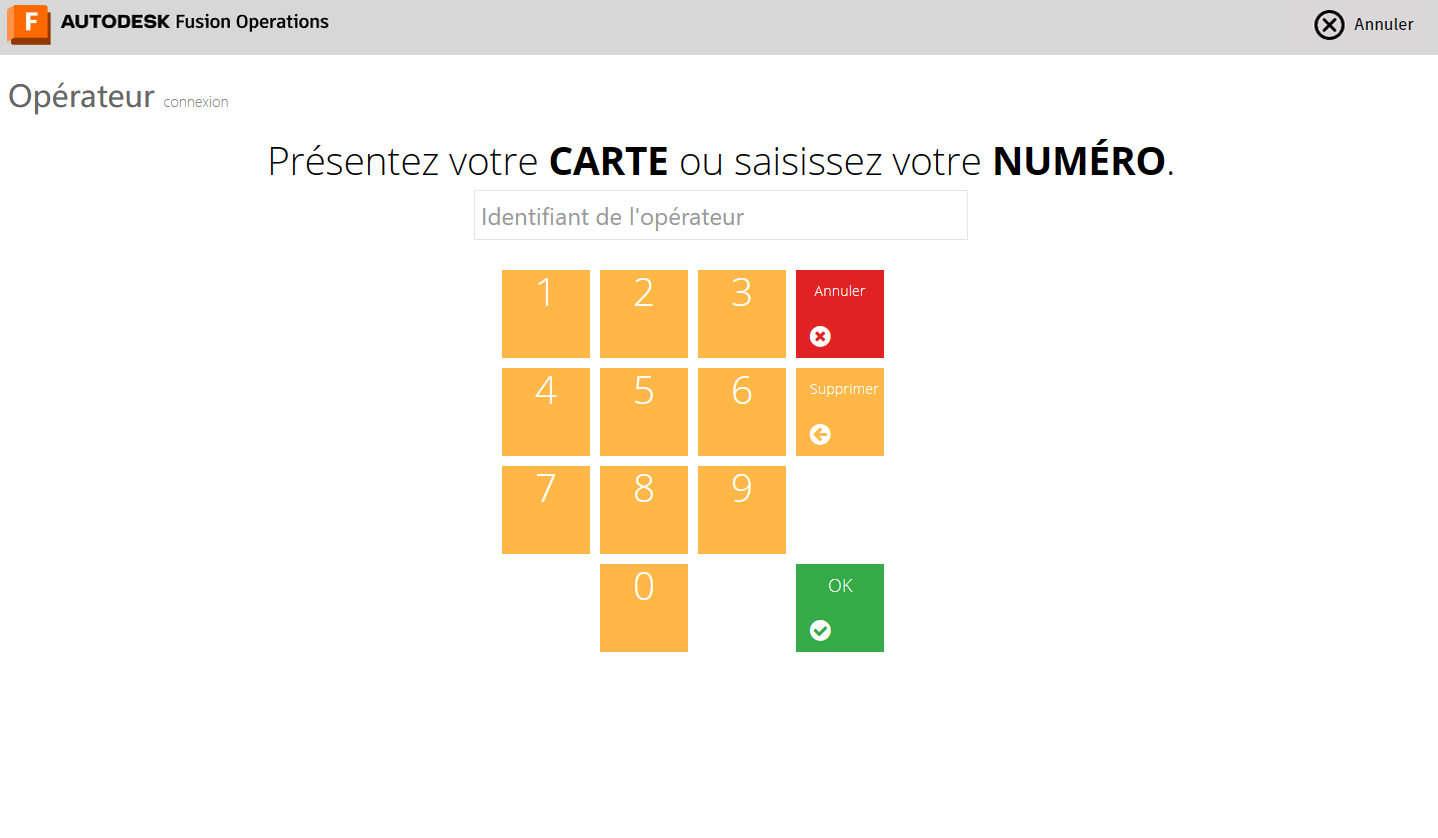 F AUTODESK Fusion Operations Annuler
Opérateur connexion
Présentez votre CARTE ou saisissez votre NUMÉRO.
Identifiant de l'opérateur
1 2 3 Annuler
4 5 6 Supprimer
7 8 9
0 OK